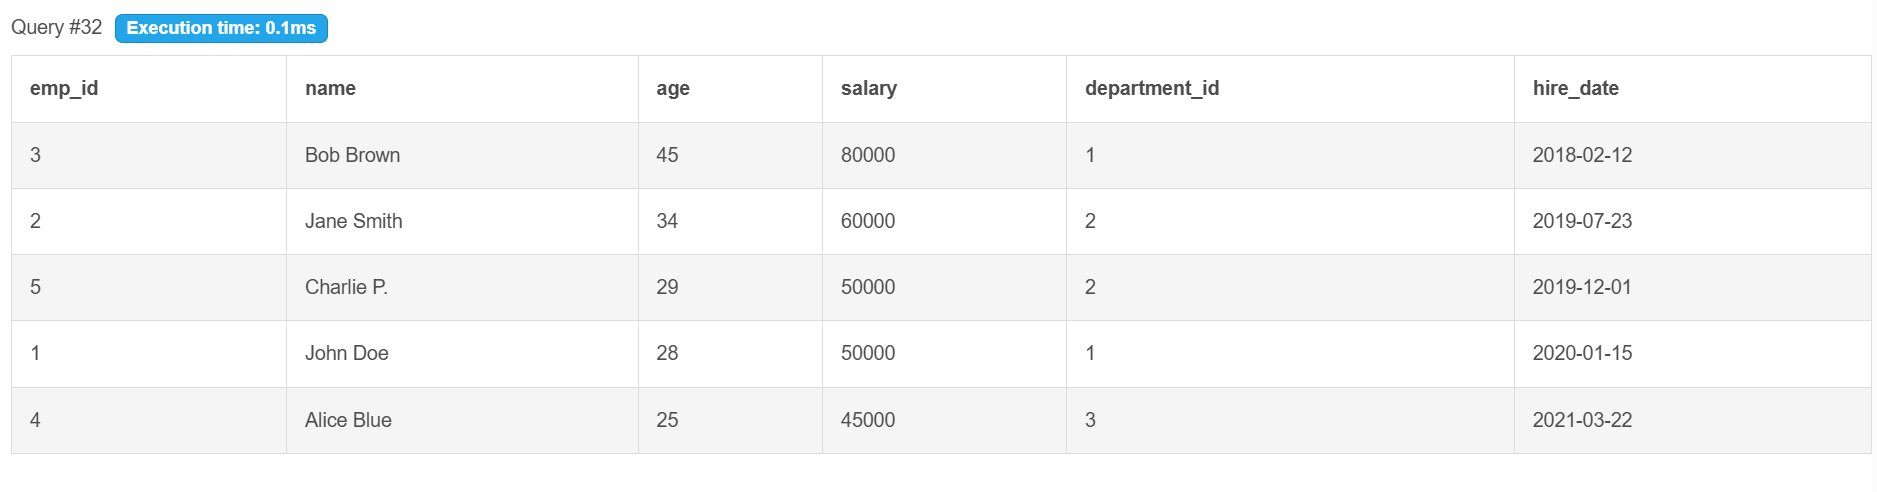 Query #32 Execution time: 0.1ms
emp_id name age salary department_id hire_date
3 Bob Brown 45 80000 1 2018-02-12
2 Jane Smith 34 60000 2 2019-07-23
5 Charlie P. 29 50000 2 2019-12-01
1 John Doe 28 50000 1 2020-01-15
4 Alice Blue 25 45000 3 2021-03-22